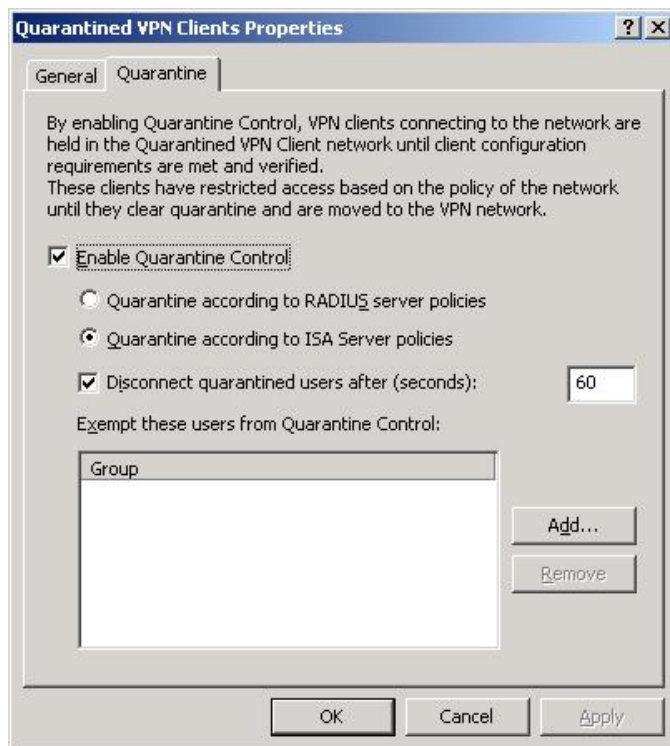 Quarantined VPN Clients Properties
General Quarantine
By enabling Quarantine Control, VPN clients connecting to the network are
held in the Quarantined VPN Client network until client configuration
requirements are met and verified.
These clients have restricted access based on the policy of the network
until they clear quarantine and are moved to the VPN network.
Enable Quarantine Control
Quarantine according to RADIUS server policies
Quarantine according to ISA Server policies
Disconnect quarantined users after (seconds): 60
Exempt these users from Quarantine Control:
Group
Add...
Remove
OK Cancel Apply